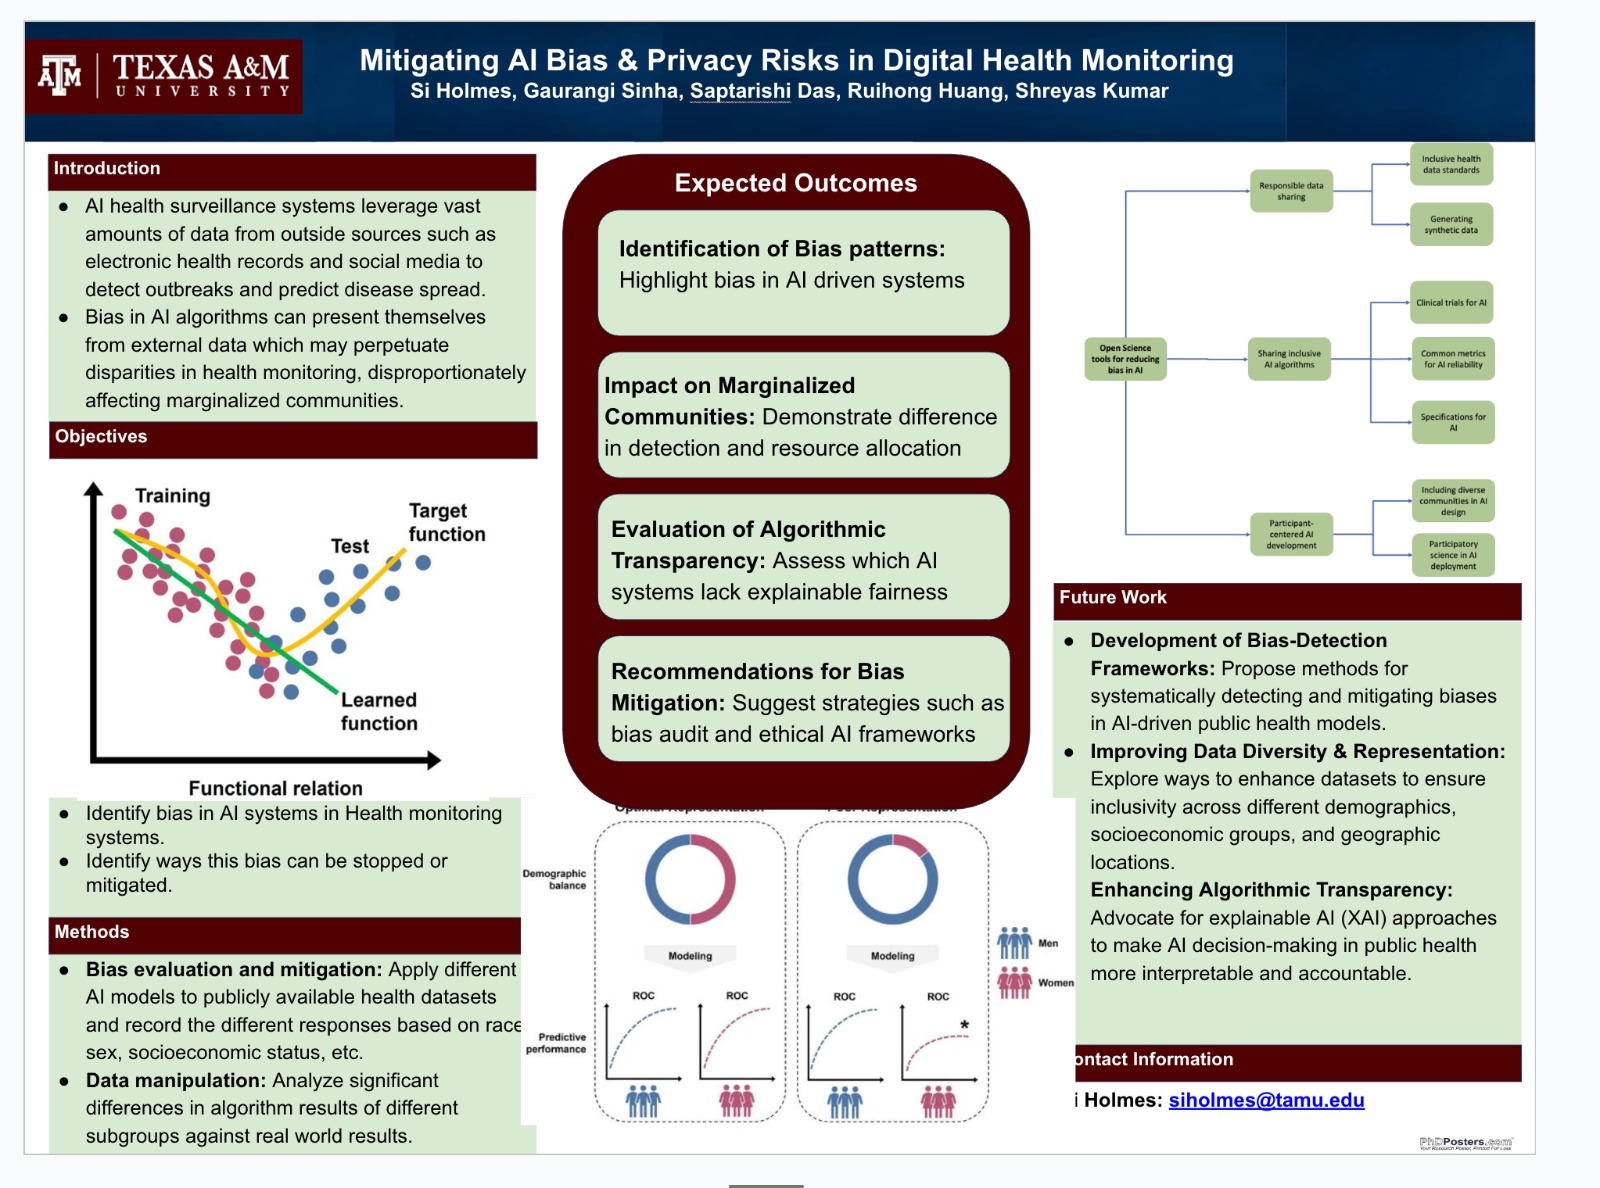 TEXAS A&M
UNIVERSITY
Mitigating AI Bias & Privacy Risks in Digital Health Monitoring
Si Holmes, Gaurangi Sinha, Saptarishi Das, Ruihong Huang, Shreyas Kumar
Introduction
● AI health surveillance systems leverage vast
amounts of data from outside sources such as
electronic health records and social media to
detect outbreaks and predict disease spread.
● Bias in AI algorithms can present themselves
from external data which may perpetuate
disparities in health monitoring, disproportionately
affecting marginalized communities.
Objectives
Training
Target
function
Test
Learned
function
Functional relation
● Identify bias in AI systems in Health monitoring
systems.
● Identify ways this bias can be stopped or
mitigated.
Methods
● Bias evaluation and mitigation: Apply different
AI models to publicly available health datasets
and record the different responses based on race
sex, socioeconomic status, etc.
● Data manipulation: Analyze significant
differences in algorithm results of different
subgroups against real world results.
Expected Outcomes
Identification of Bias patterns:
Highlight bias in AI driven systems
Impact on Marginalized
Communities: Demonstrate difference
in detection and resource allocation
Evaluation of Algorithmic
Transparency: Assess which AI
systems lack explainable fairness
Recommendations for Bias
Mitigation: Suggest strategies such as
bias audit and ethical AI frameworks
Demographic
balance
Modeling
Modeling
ROC
ROC
ROC
ROC
*
Predictive
performance
Men
Women
Open Science
tools for reducing
bias in AI
Responsible data
sharing
Inclusive health
data standards
Generating
synthetic data
Sharing inclusive
AI algorithms
Clinical trials for AI
Common metrics
for AI reliability
Specifications for
AI
Participant-
centered AI
development
Including diverse
communities in AI
design
Participatory
science in AI
deployment
Future Work
● Development of Bias-Detection
Frameworks: Propose methods for
systematically detecting and mitigating biases
in AI-driven public health models.
● Improving Data Diversity & Representation:
Explore ways to enhance datasets to ensure
inclusivity across different demographics,
socioeconomic groups, and geographic
locations.
Enhancing Algorithmic Transparency:
Advocate for explainable AI (XAI) approaches
to make AI decision-making in public health
more interpretable and accountable.
ontact Information
i Holmes: siholmes@tamu.edu
PhDPosters.com